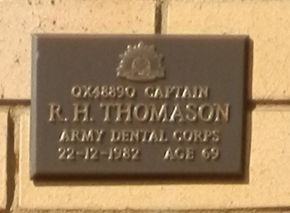 QX48890 CAPTAIN
R.H. THOMASON
ARMY DENTAL CORPS
22-12-1982 AGE 69